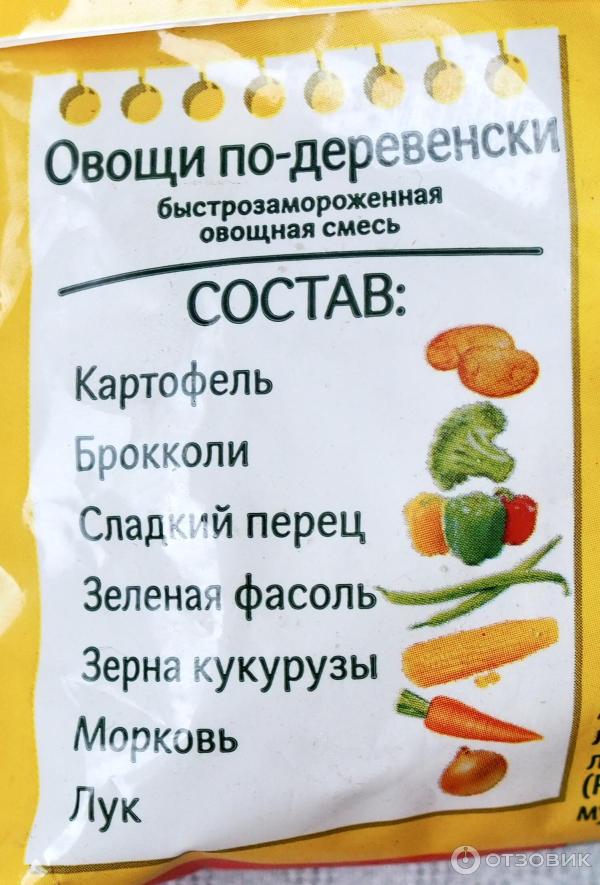 Овощи по-деревенски
быстрозамороженная
овощная смесь
СОСТАВ:
Картофель
Брокколи
Сладкий перец
Зеленая фасоль
Зерна кукурузы
Морковь
Лук
ОТЗОВИК